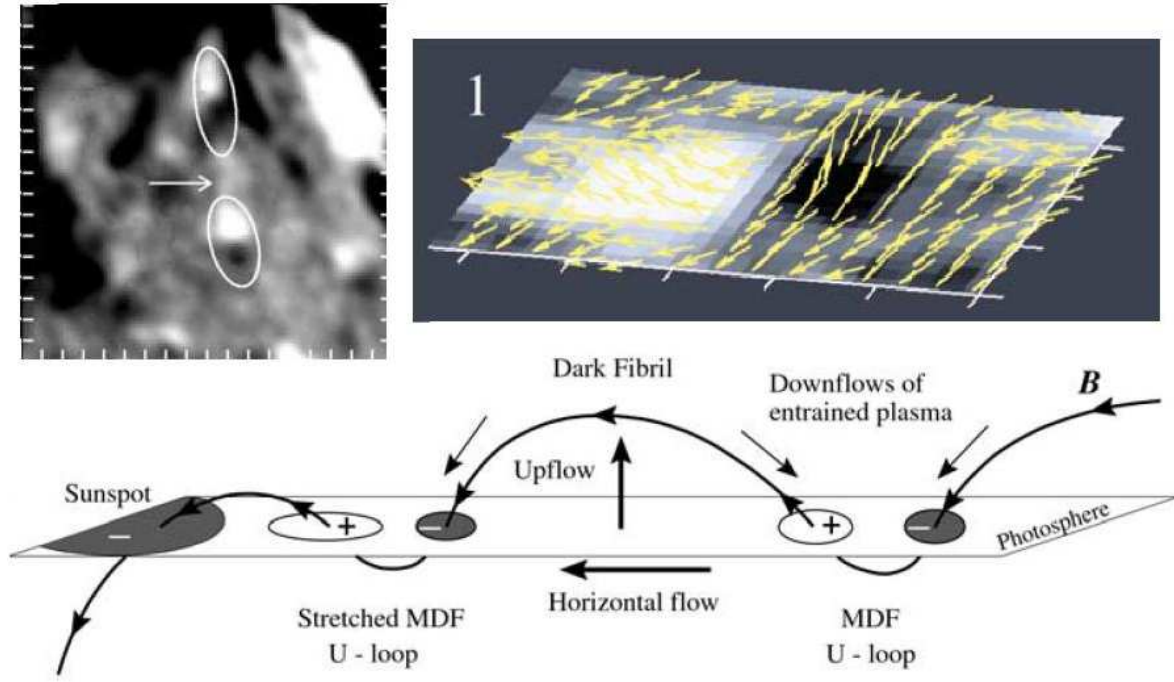 1
Dark Fibril
Downflows of
entrained plasma
B
Upflow
Sunspot
−
+
−
+
−
Photosphere
Horizontal flow
Stretched MDF
U - loop
MDF
U - loop